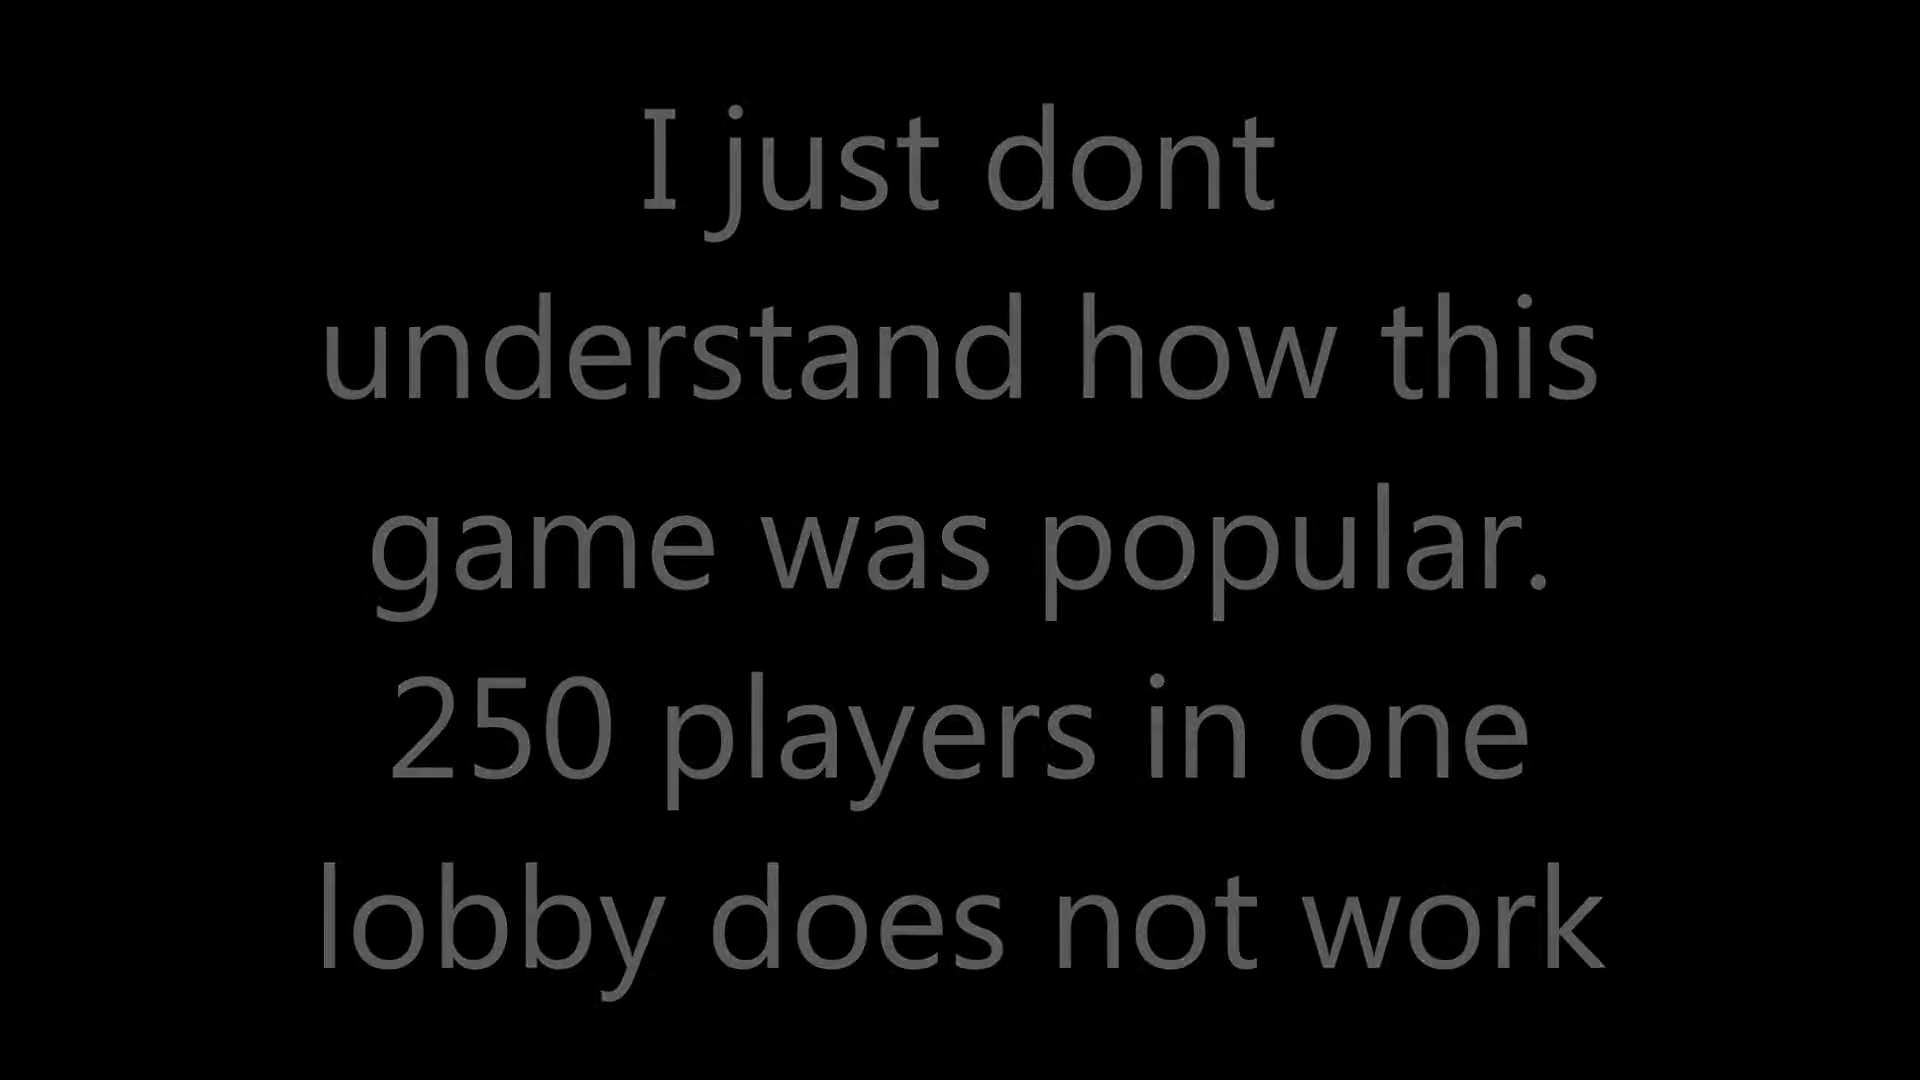 I just dont
understand how this
game was popular.
250 players in one
lobby does not work